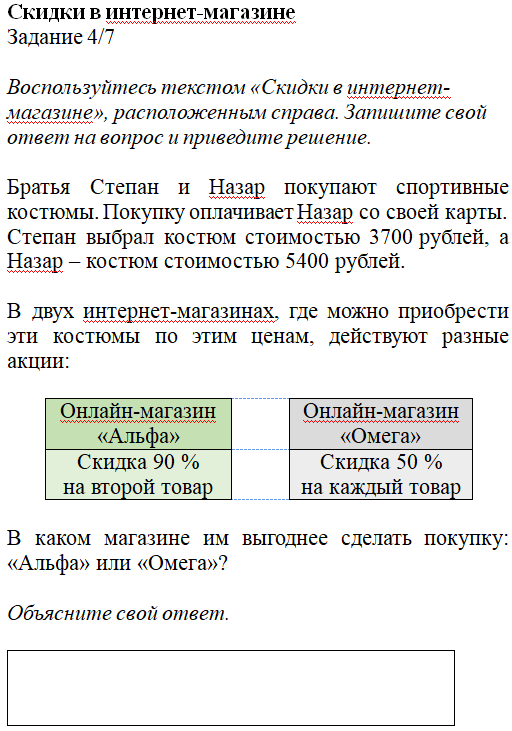 Скидки в интернет-магазине
Задание 4/7
Воспользуйтесь текстом «Скидки в интернет-
магазине», расположенным справа. Запишите свой
ответ на вопрос и приведите решение.
Братья Степан и Назар покупают спортивные
костюмы. Покупку оплачивает Назар со своей карты.
Степан выбрал костюм стоимостью 3700 рублей, а
Назар – костюм стоимостью 5400 рублей.
В двух интернет-магазинах, где можно приобрести
эти костюмы по этим ценам, действуют разные
акции:
Онлайн-магазин
«Альфа»
Скидка 90 %
на второй товар
Онлайн-магазин
«Омега»
Скидка 50 %
на каждый товар
В каком магазине им выгоднее сделать покупку:
«Альфа» или «Омега»?
Объясните свой ответ.